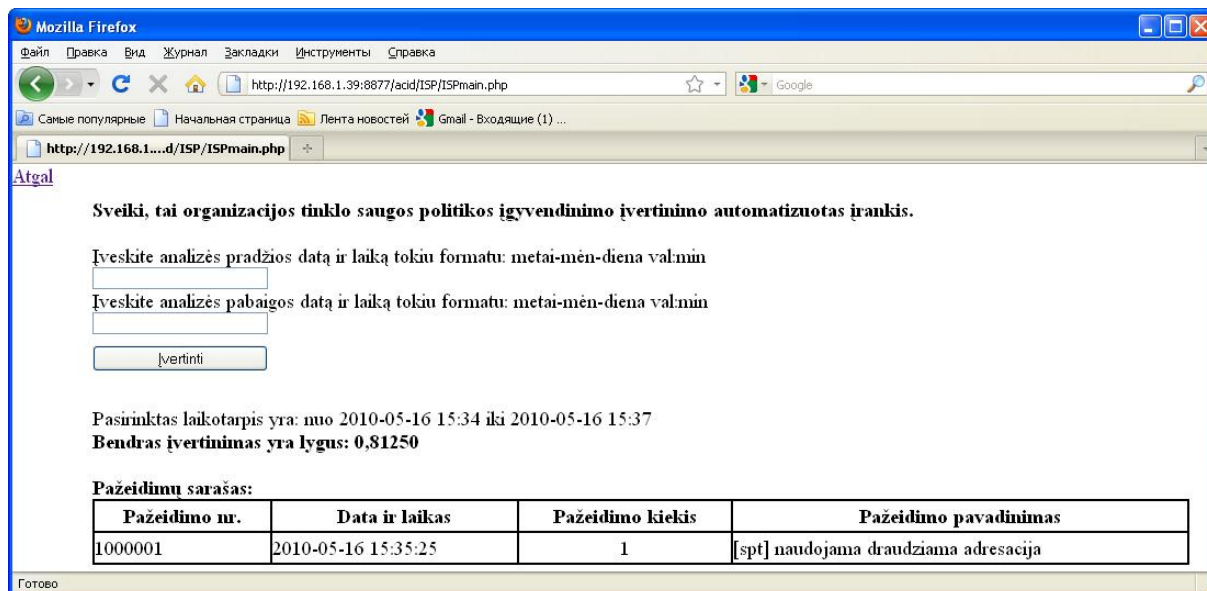 Mozilla Firefox
Файл Правка Вид Журнал Закладки Инструменты Справка
http://192.168.1.39:8877/acid/ISP/ISPmain.php Google
Самые популярные Начальная страница Лента новостей Gmail - Входящие (1) ...
http://192.168.1....d/ISP/ISPmain.php
Atgal
Sveiki, tai organizacijos tinklo saugos politikos įgyvendinimo įvertinimo automatizuotas įrankis.
Įveskite analizės pradžios datą ir laiką tokiu formatu: metai-mėn-diena val:min
Įveskite analizės pabaigos datą ir laiką tokiu formatu: metai-mėn-diena val:min
Įvertinti
Pasirinktas laikotarpis yra: nuo 2010-05-16 15:34 iki 2010-05-16 15:37
Bendras įvertinimas yra lygus: 0,81250
Pažeidimų sarašas:
Pažeidimo nr. Data ir laikas Pažeidimo kiekis Pažeidimo pavadinimas
1000001 2010-05-16 15:35:25 1 [spt] naudojama draudziama adresacija
Готово